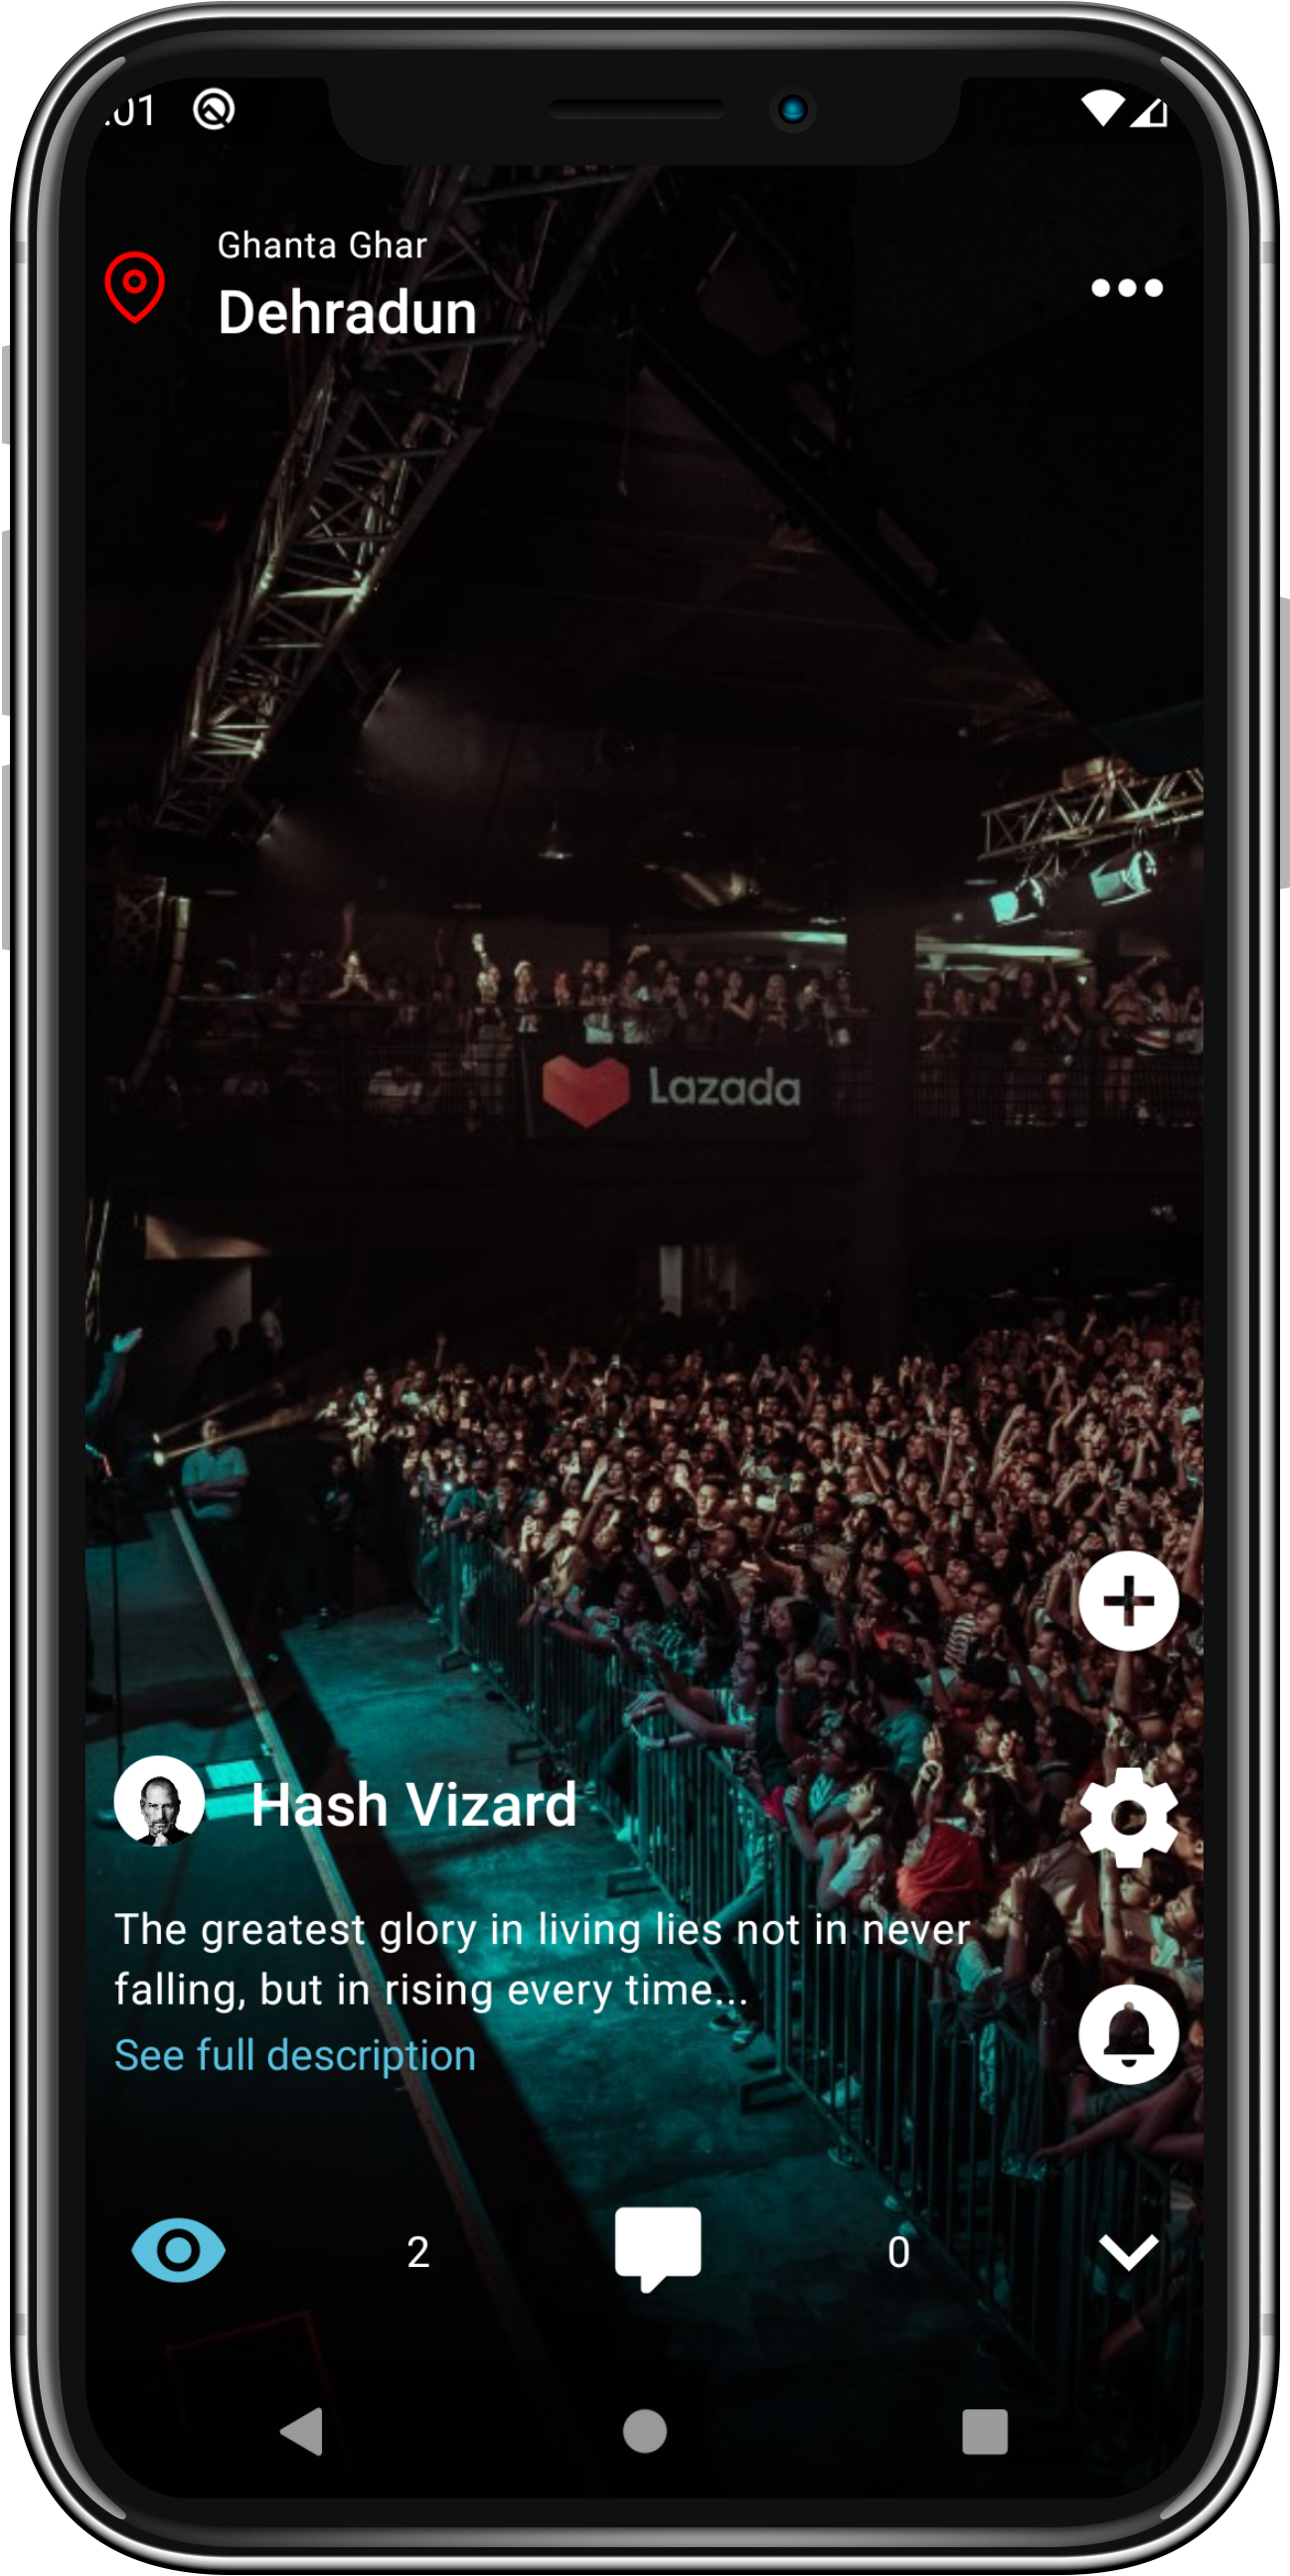 :01
Ghanta Ghar
Dehradun
Lazada
Hash Vizard
The greatest glory in living lies not in never
falling, but in rising every time...
See full description
2
0